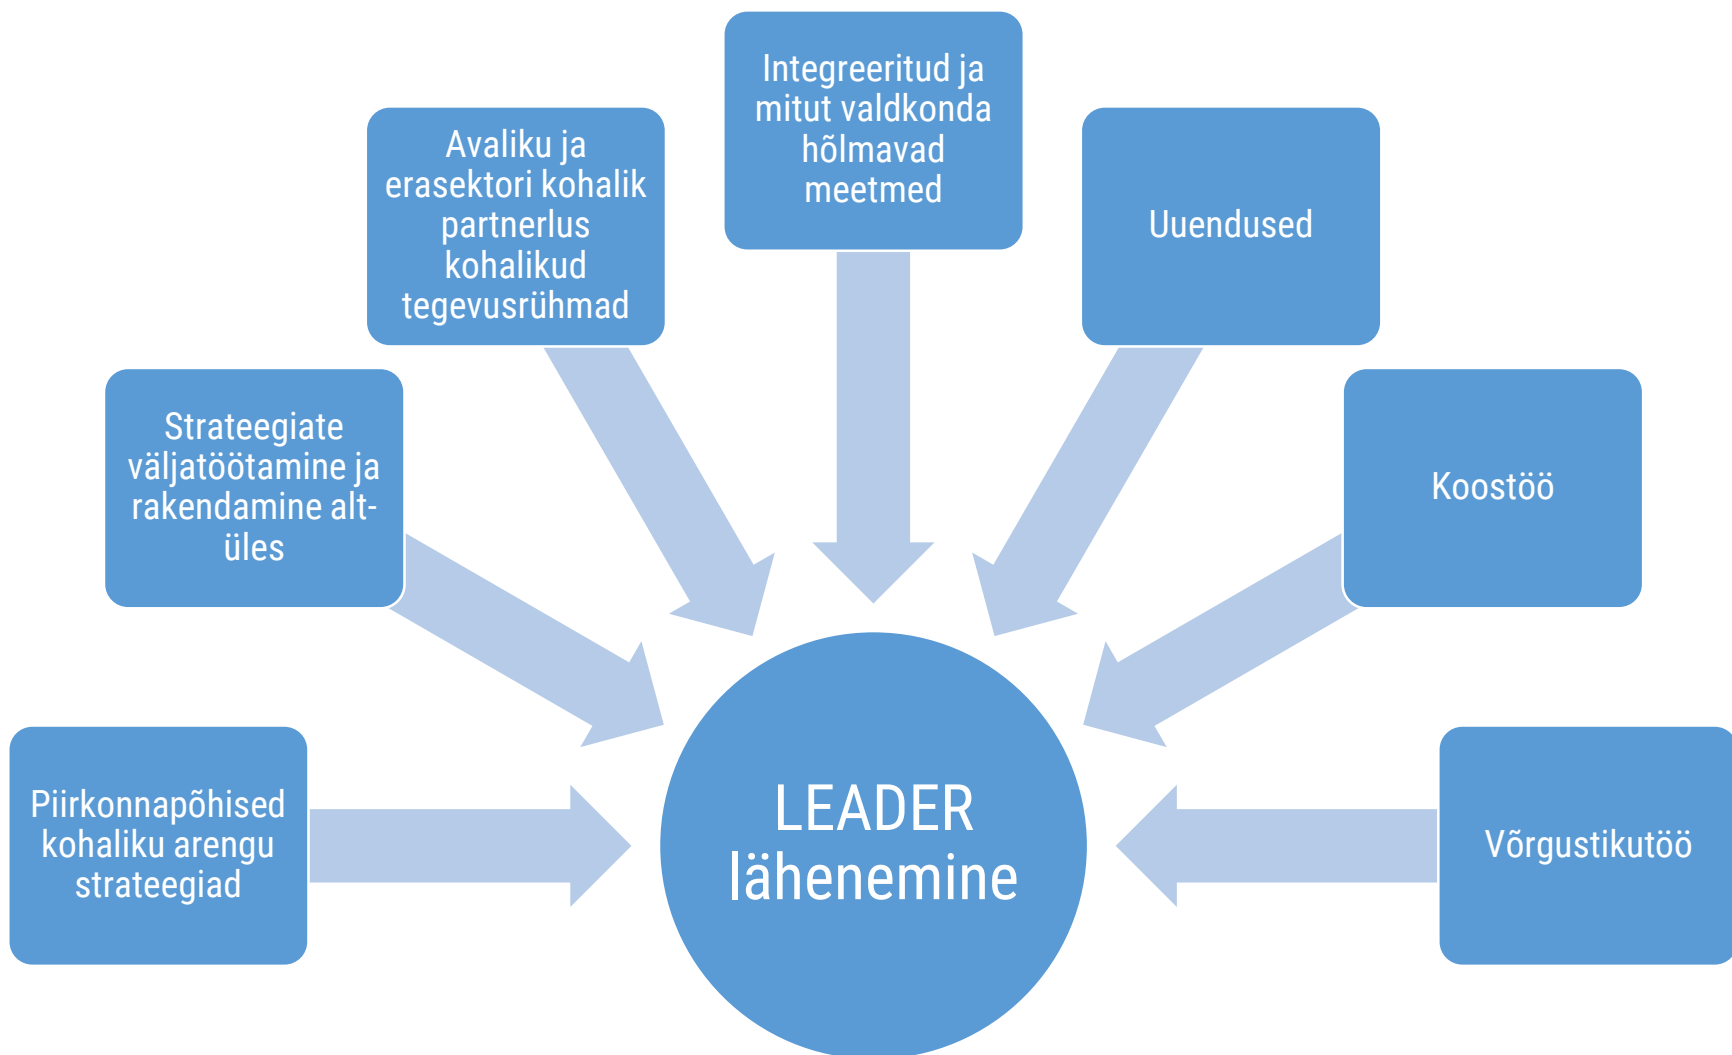 Integreeritud ja
mitut valdkonda
hõlmavad
meetmed
Avaliku ja
erasektori kohalik
partnerlus
kohalikud
tegevusrühmad
Uuendused
Strateegiate
väljatöötamine ja
rakendamine alt-
üles
Koostöö
Piirkonnapõhised
kohaliku arengu
strateegiad
LEADER
lähenemine
Võrgustikutöö